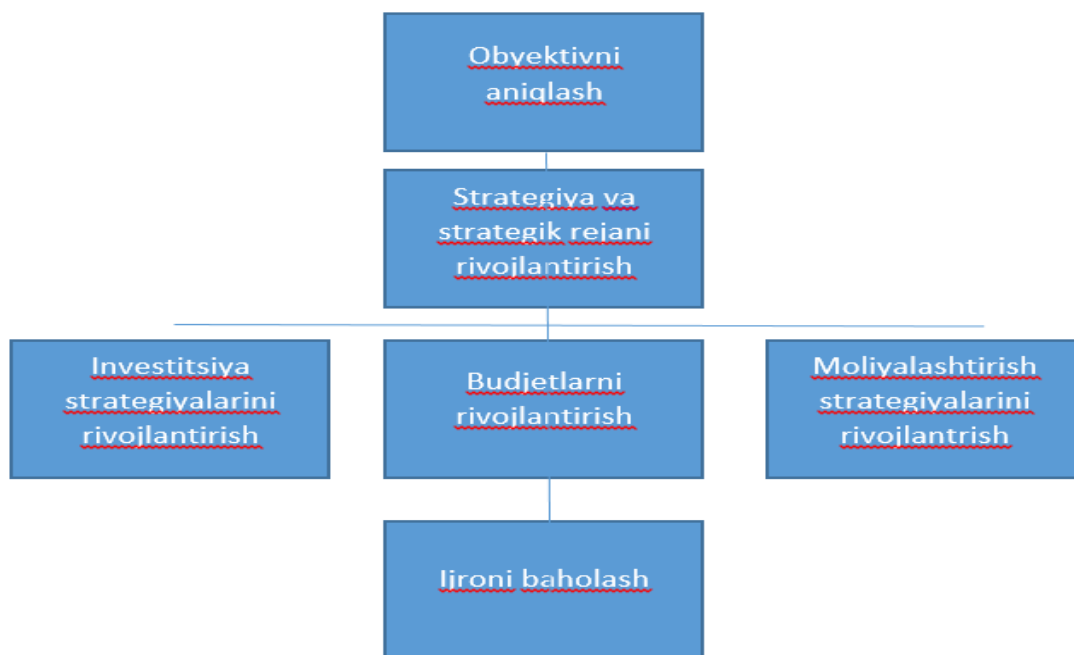 Obyektivni
aniqlash
Strategiya va
strategik rejani
rivojlantirish
Investitsiya
strategiyalarini
rivojlantirish
Budjetlarni
rivojlantirish
Moliyalashtirish
strategiyalarini
rivojlantrish
Ijroni baholash